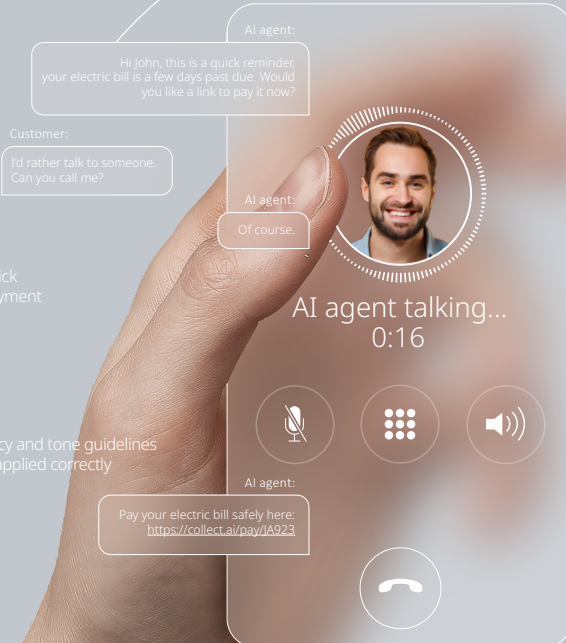 AI agent:
Hi John, this is a quick reminder,
your electric bill is a few days past due. Would
you like a link to pay it now?
Customer:
I'd rather talk to someone.
Can you call me?
AI agent:
Of course.
AI agent talking...
0:16
and tone guidelines
applied correctly
AI agent:
Pay your electric bill safely here:
https://collect.ai/pay/JA923